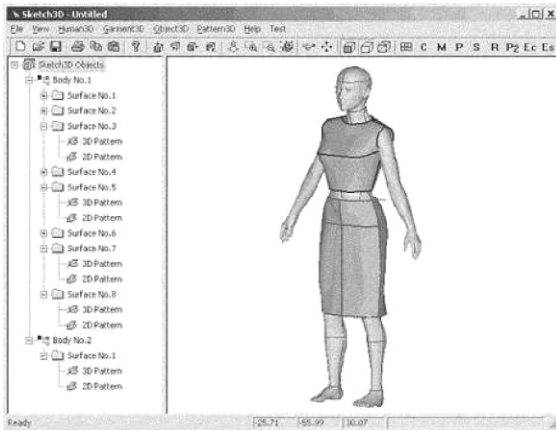 Sketch3D - Untitled
File View Human3D Garment3D Object3D Pattern3D Help Test
C M P S R P2 Ec Es
Sketch3D Objects
Body No.1
Surface No.1
Surface No.2
Surface No.3
3D Pattern
2D Pattern
Surface No.4
Surface No.5
3D Pattern
2D Pattern
Surface No.6
Surface No.7
3D Pattern
2D Pattern
Surface No.8
3D Pattern
2D Pattern
Body No.2
Surface No.1
3D Pattern
2D Pattern
Ready -25.71 -55.99 30.07